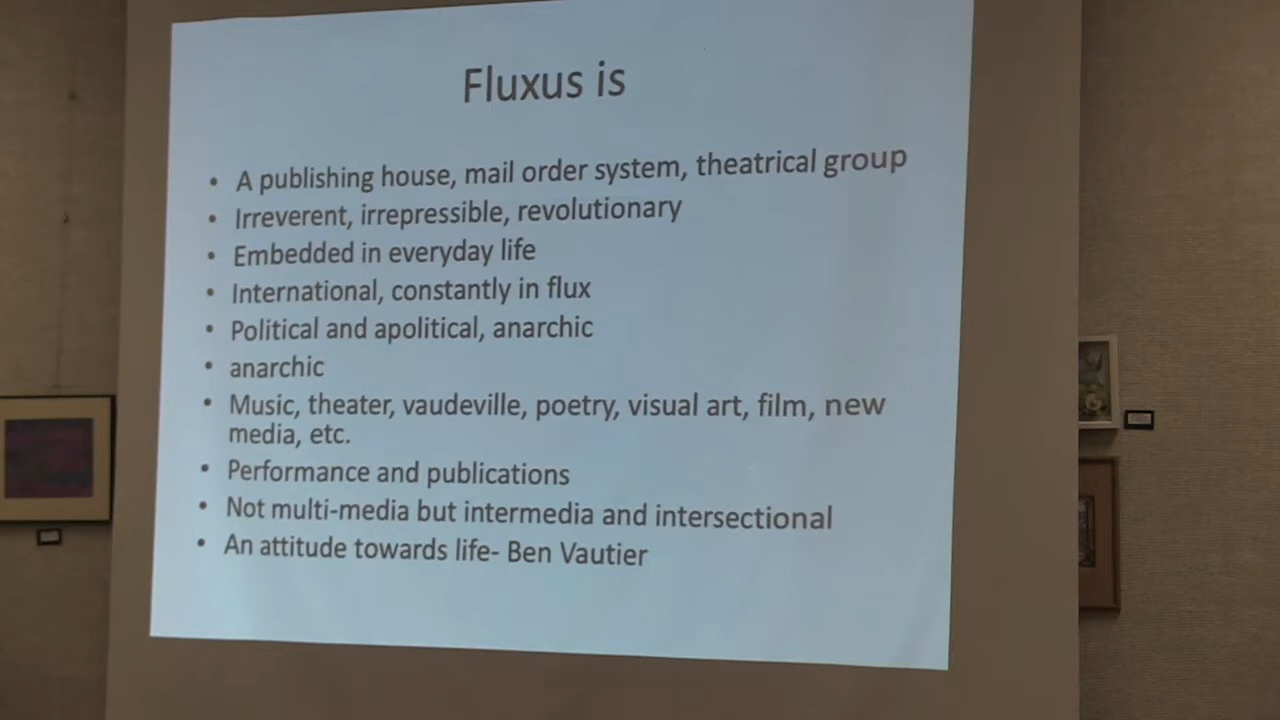 Fluxus is
• A publishing house, mail order system, theatrical group
• Irreverent, irrepressible, revolutionary
• Embedded in everyday life
• International, constantly in flux
• Political and apolitical, anarchic
• anarchic
• Music, theater, vaudeville, poetry, visual art, film, new
media, etc.
• Performance and publications
• Not multi-media but intermedia and intersectional
• An attitude towards life- Ben Vautier